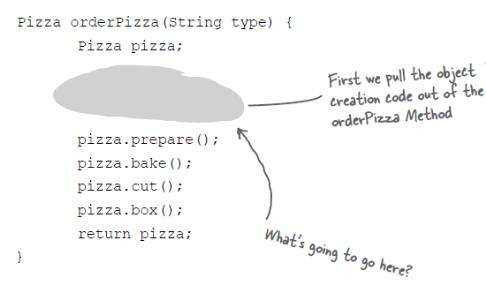 Pizza orderPizza(String type) {
Pizza pizza;
First we pull the object
creation code out of the
orderPizza Method
pizza.prepare();
pizza.bake();
pizza.cut();
pizza.box();
return pizza;
What's going to go here?
}